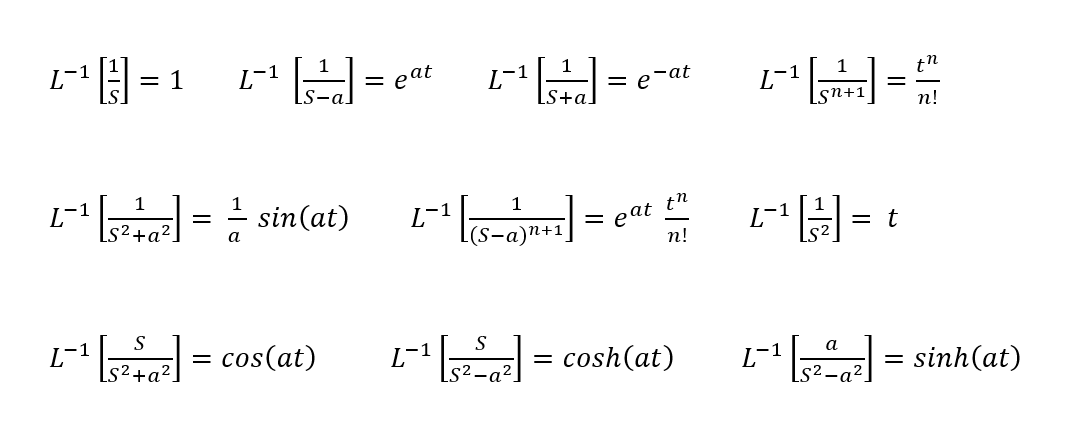 L⁻¹ [1/S] = 1   L⁻¹ [1/(S−a)] = e^{at}   L⁻¹ [1/(S+a)] = e^{−at}   L⁻¹ [1/S^{n+1}] = t^n/n!
L⁻¹ [1/(S²+a²)] = 1/a sin(at)   L⁻¹ [1/(S−a)^{n+1}] = e^{at} t^n/n!   L⁻¹ [1/S²] = t
L⁻¹ [S/(S²+a²)] = cos(at)   L⁻¹ [S/(S²−a²)] = cosh(at)   L⁻¹ [a/(S²−a²)] = sinh(at)